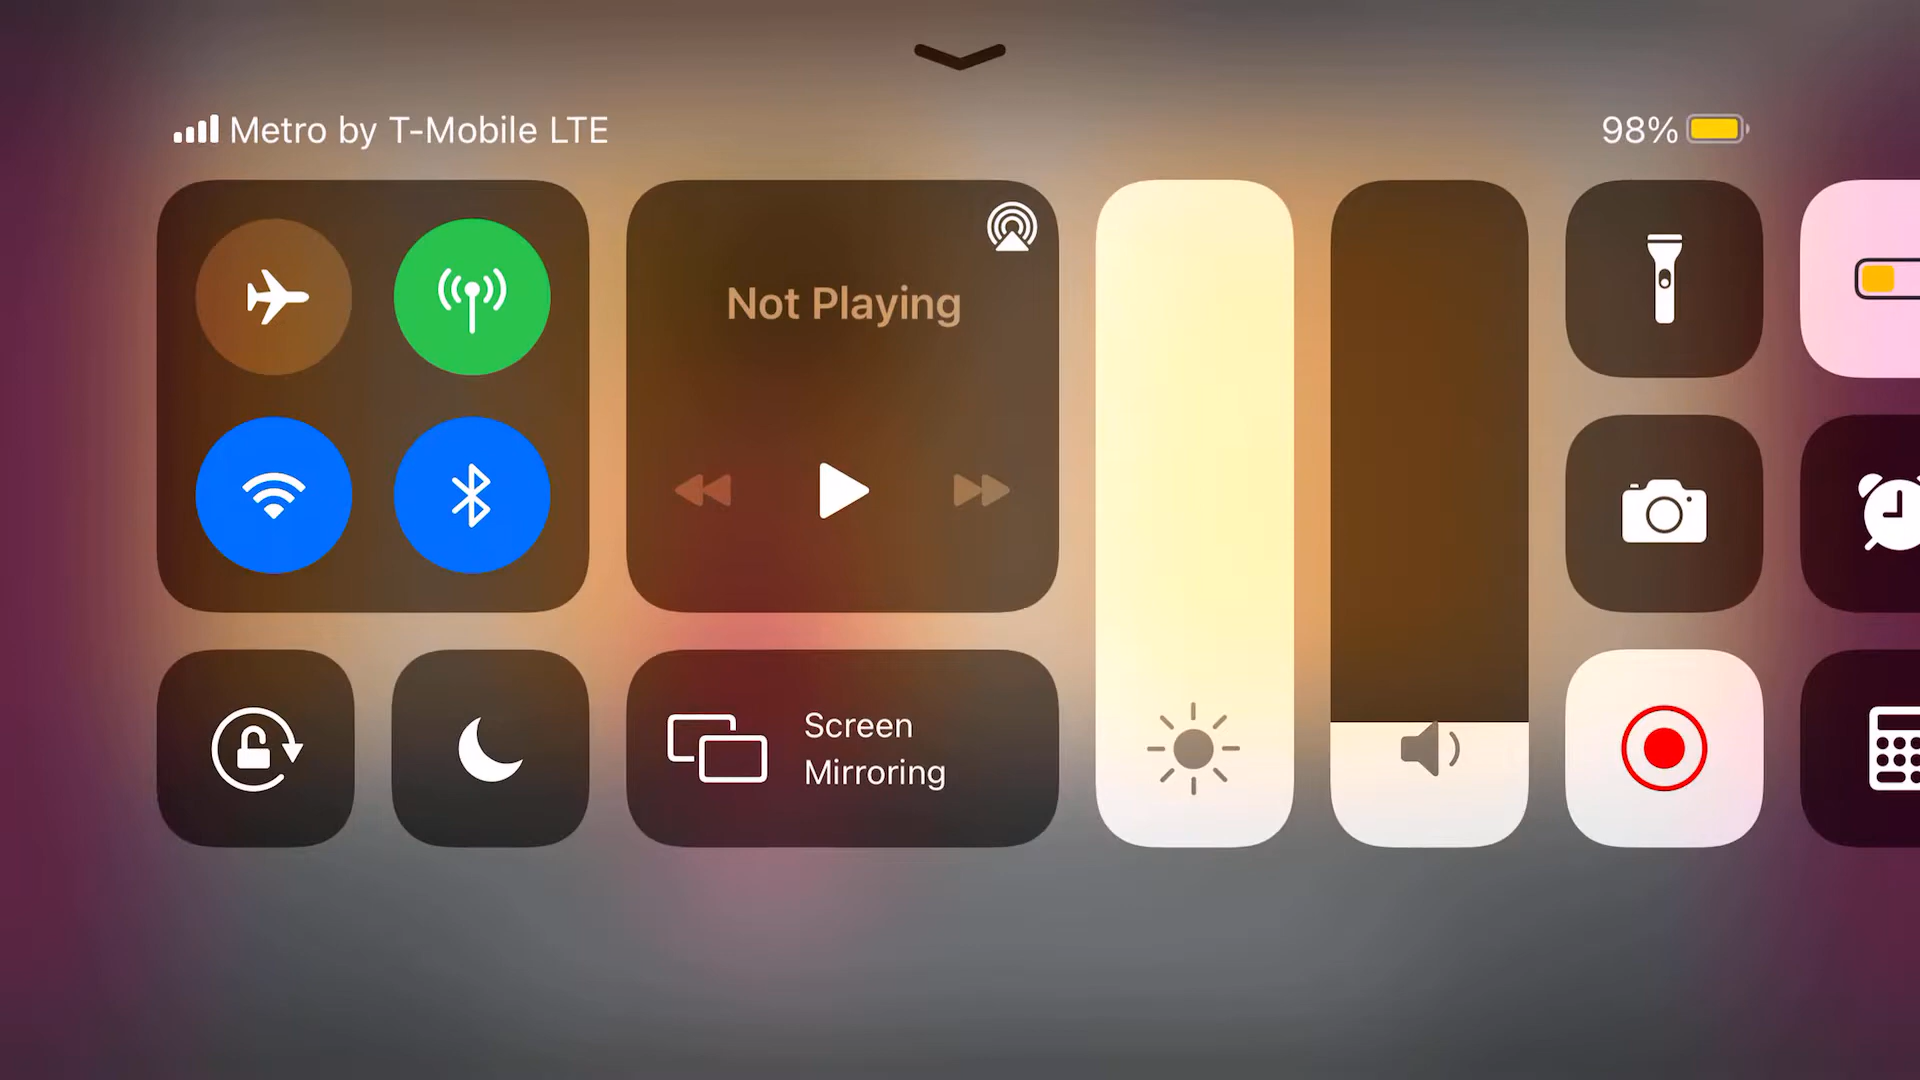 Metro by T-Mobile LTE
98%
Not Playing
Screen
Mirroring